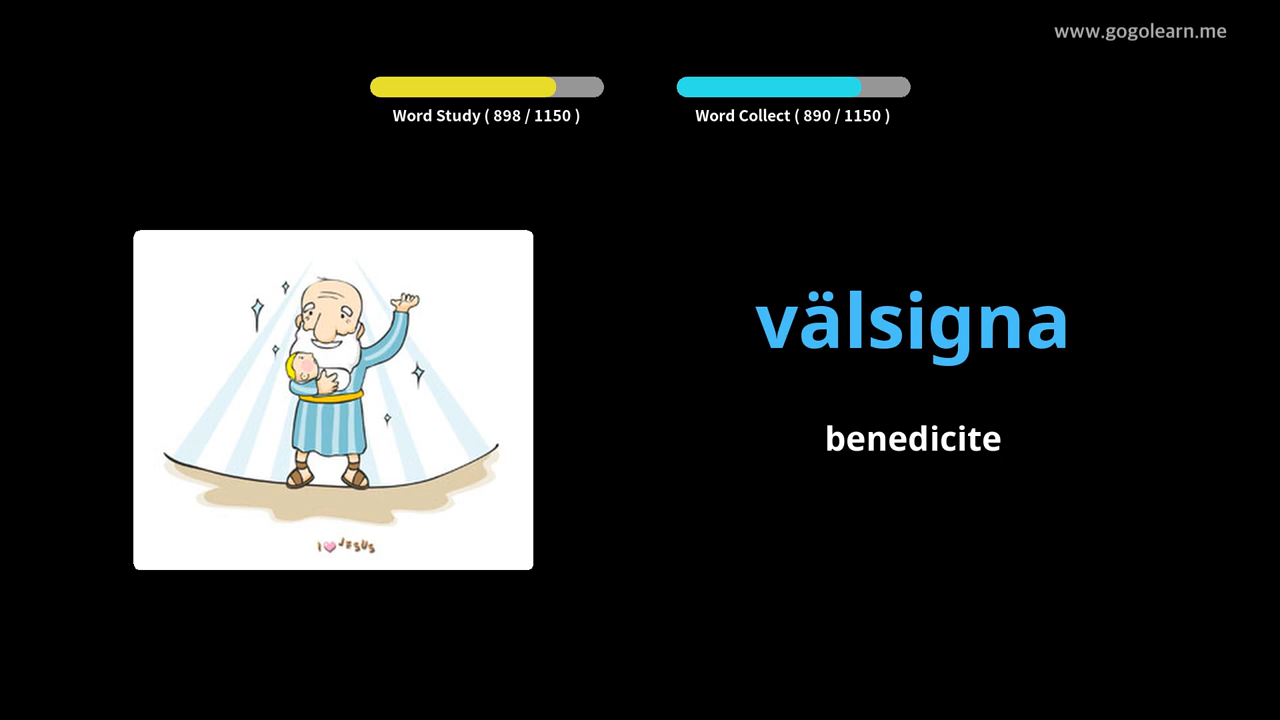 www.gogolearn.me
Word Study ( 898 / 1150 )
Word Collect ( 890 / 1150 )
välsigna
benedicite
I JESUS